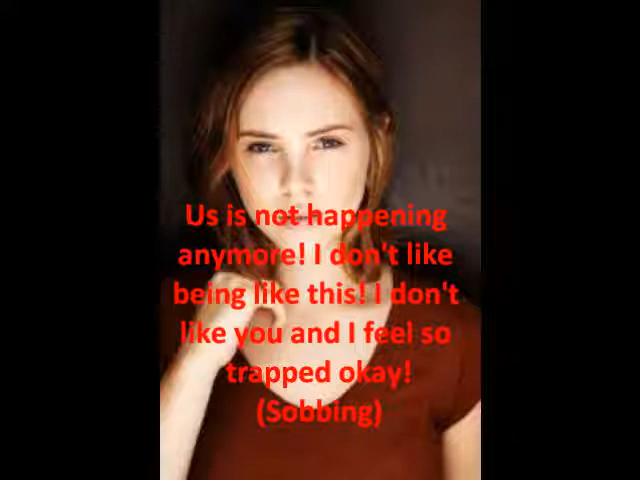 Us is not happening
anymore! I don't like
being like this! I don't
like you and I feel so
trapped okay!
(Sobbing)